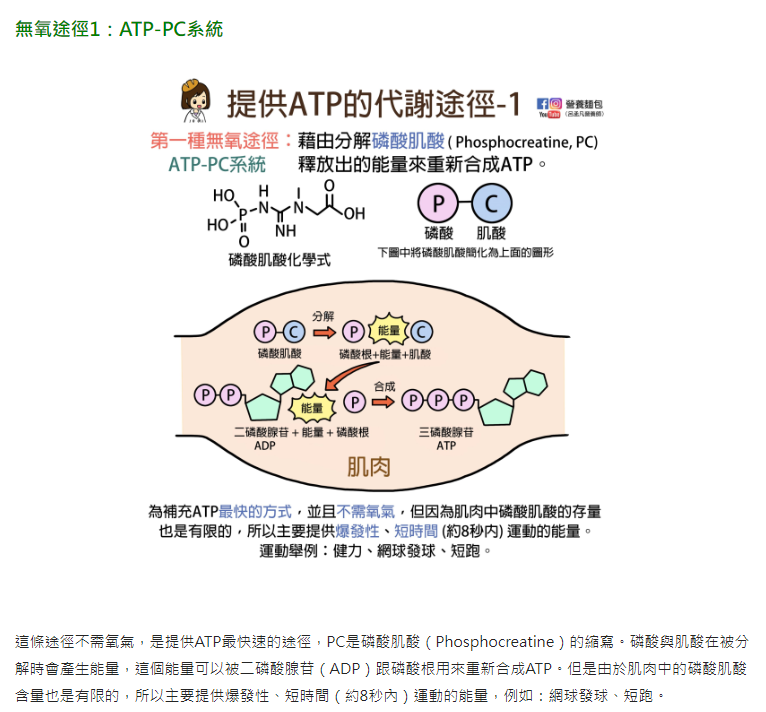 無氧途徑1：ATP-PC系統
提供ATP的代謝途徑-1
營養麵包
YouTube（呂孟凡營養師）
第一種無氧途徑：藉由分解磷酸肌酸 ( Phosphocreatine, PC)
ATP-PC系統 釋放出的能量來重新合成ATP。
HO H O
P N N OH
HO NH
O
磷酸肌酸化學式
P C
磷酸 肌酸
下圖中將磷酸肌酸簡化為上面的圖形
分解
P C P 能量 C
磷酸肌酸 磷酸根+能量+肌酸
合成
P P 能量 P P P P
二磷酸腺苷 + 能量 + 磷酸根 三磷酸腺苷
ADP ATP
肌肉
為補充ATP最快的方式，並且不需氧氣，但因為肌肉中磷酸肌酸的存量
也是有限的，所以主要提供爆發性、短時間 (約8秒內) 運動的能量。
運動舉例：健力、網球發球、短跑。
這條途徑不需氧氣，是提供ATP最快速的途徑，PC是磷酸肌酸（Phosphocreatine）的縮寫。磷酸與肌酸在被分
解時會產生能量，這個能量可以被二磷酸腺苷（ADP）跟磷酸根用來重新合成ATP。但是由於肌肉中的磷酸肌酸
含量也是有限的，所以主要提供爆發性、短時間（約8秒內）運動的能量，例如：網球發球、短跑。